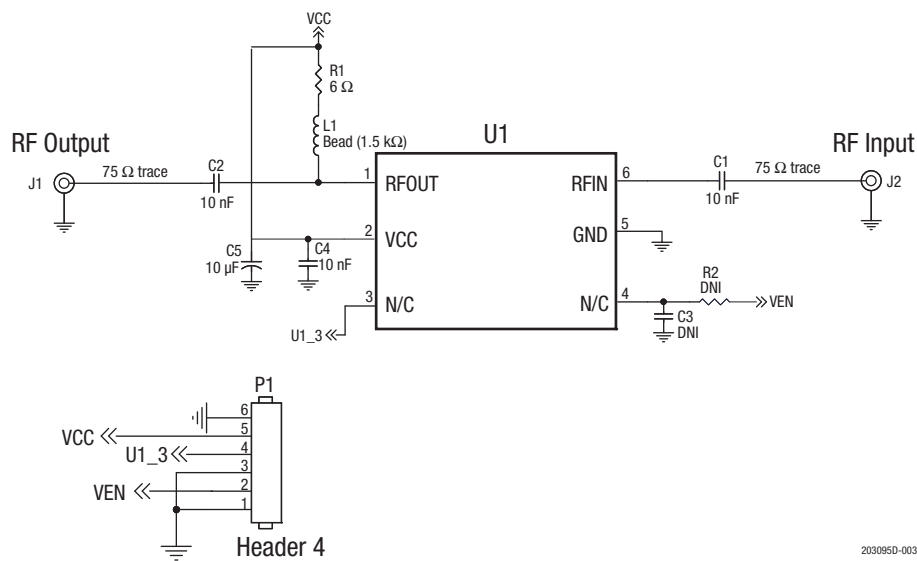 VCC
R1
6 Ω
L1
Bead (1.5 kΩ)
U1
RF Output
RF Input
J1
75 Ω trace
C2
10 nF
1
RFOUT
RFIN
6
C1
10 nF
75 Ω trace
J2
2
VCC
GND
5
C5
10 µF
C4
10 nF
3
N/C
N/C
4
R2
DNI
VEN
C3
DNI
U1_3
P1
6
VCC
5
U1_3
4
3
VEN
2
1
Header 4
203095D-003